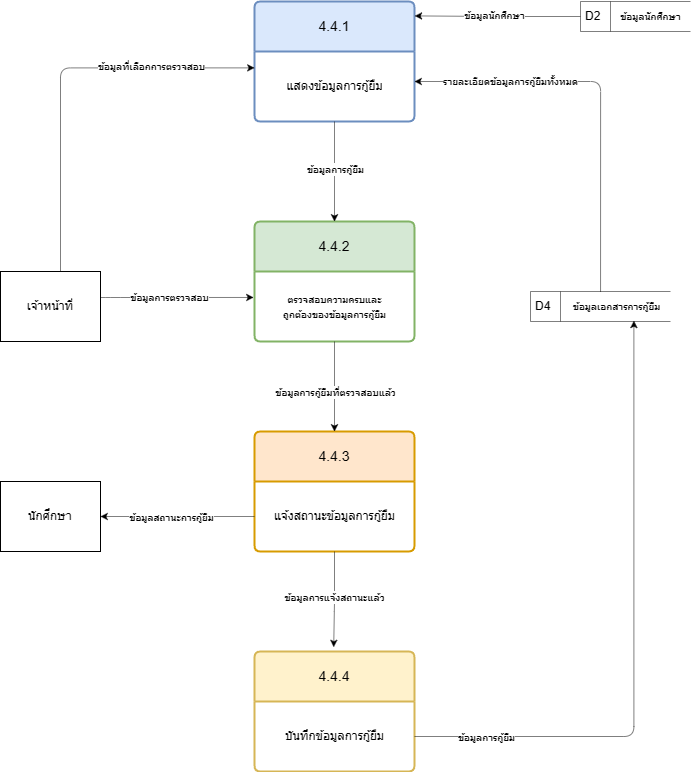 4.4.1
ข้อมูลนักศึกษา
D2
ข้อมูลนักศึกษา
ข้อมูลที่เลือกการตรวจสอบ
แสดงข้อมูลการกู้ยืม
รายละเอียดข้อมูลการกู้ยืมทั้งหมด
ข้อมูลการกู้ยืม
4.4.2
เจ้าหน้าที่
ข้อมูลการตรวจสอบ
ตรวจสอบความครบและ
ถูกต้องของข้อมูลการกู้ยืม
D4
ข้อมูลเอกสารการกู้ยืม
ข้อมูลการกู้ยืมที่ตรวจสอบแล้ว
4.4.3
นักศึกษา
ข้อมูลสถานะการกู้ยืม
แจ้งสถานะข้อมูลการกู้ยืม
ข้อมูลการแจ้งสถานะแล้ว
4.4.4
บันทึกข้อมูลการกู้ยืม
ข้อมูลการกู้ยืม